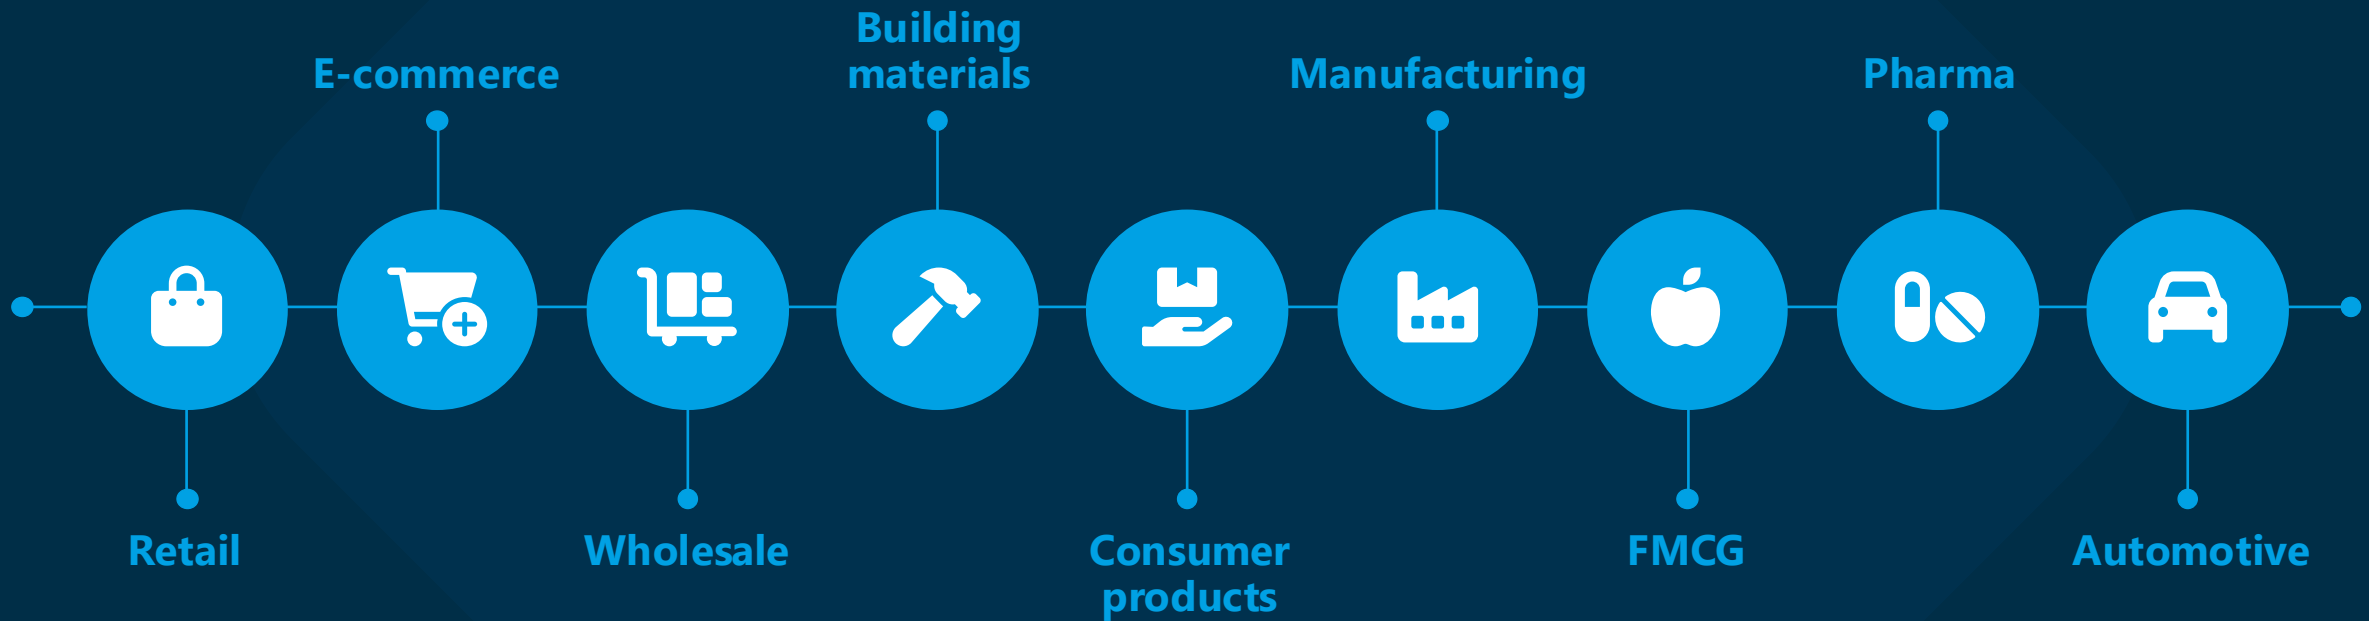 Building
materials
E-commerce
Manufacturing
Pharma
Retail
Wholesale
Consumer
products
FMCG
Automotive